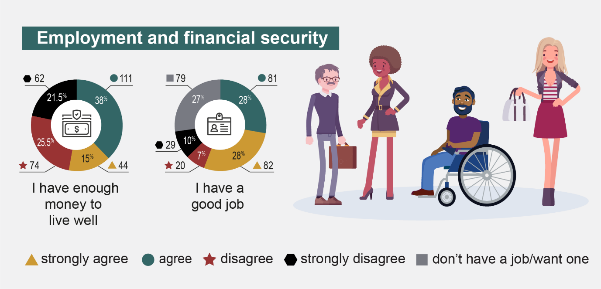 Employment and financial security
62
111
21.5%
38%
25.5%
15%
74
44
I have enough
money to
live well
79
81
27%
28%
10%
7%
28%
29
20
82
I have a
good job
$
strongly agree
agree
disagree
strongly disagree
don't have a job/want one